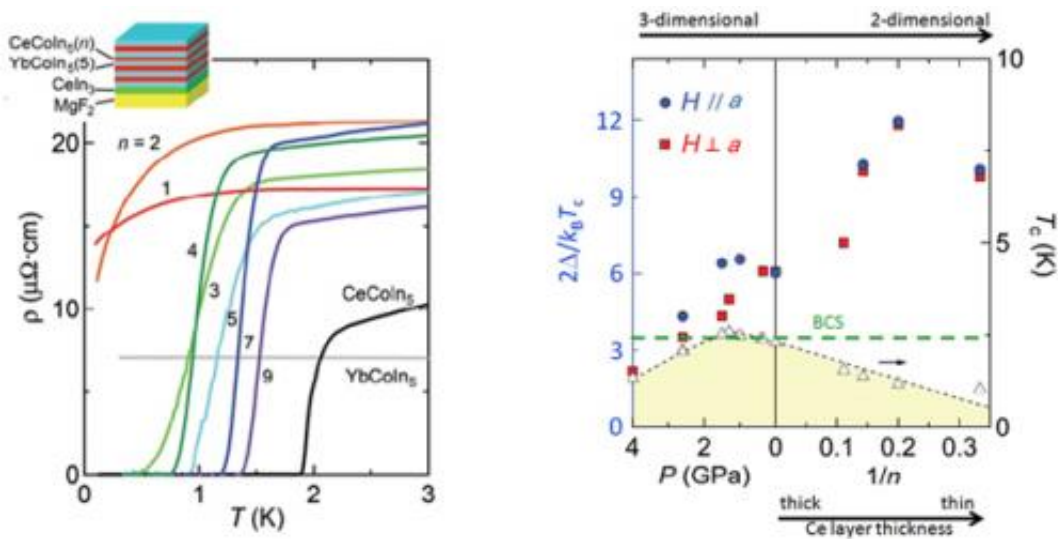 CeCoIn₅(n)
YbCoIn₅(5)
CeIn₃
MgF₂
n = 2
1
4
3
5
7
9
CeCoIn₅
YbCoIn₅
ρ (μΩ·cm)
20
10
0
0 1 2 3
T (K)
3-dimensional 2-dimensional
H // a
H ⊥ a
2Δ/k_BT_c
12
9
6
3
0
BCS
T_c (K)
10
5
0
4 2 0 0.1 0.2 0.3
P (GPa) 1/n
thick thin
Ce layer thickness